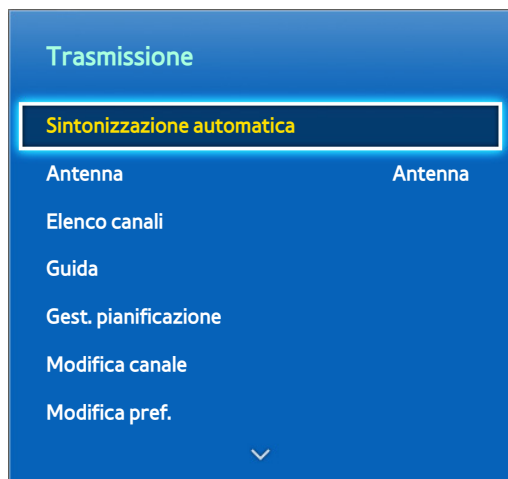 Trasmissione
Sintonizzazione automatica
Antenna Antenna
Elenco canali
Guida
Gest. pianificazione
Modifica canale
Modifica pref.